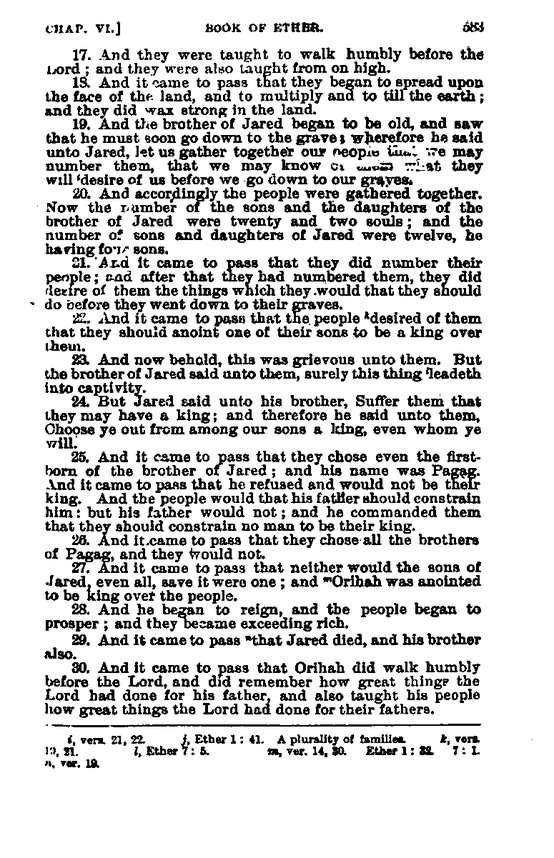 CHAP. VI.] BOOK OF ETHER. 583
17. And they were taught to walk humbly before the
Lord; and they were also taught from on high.
18. And it came to pass that they began to spread upon
the face of the land, and to multiply and to till the earth;
and they did wax strong in the land.
19. And the brother of Jared began to be old, and saw
that he must soon go down to the grave; wherefore he said
unto Jared, let us gather together our people that we may
number them, that we may know of them what they
will ʲdesire of us before we go down to our graves.
20. And accordingly the people were gathered together.
Now the number of the sons and the daughters of the
brother of Jared were twenty and two souls; and the
number of sons and daughters of Jared were twelve, he
having four sons.
21. And it came to pass that they did number their
people; and after that they had numbered them, they did
desire of them the things which they would that they should
do before they went down to their graves.
22. And it came to pass that the people ᵏdesired of them
that they should anoint one of their sons to be a king over
them.
23. And now behold, this was grievous unto them. But
the brother of Jared said unto them, surely this thing ˡleadeth
into captivity.
24. But Jared said unto his brother, Suffer them that
they may have a king; and therefore he said unto them,
Choose ye out from among our sons a king, even whom ye
will.
25. And it came to pass that they chose even the first-
born of the brother of Jared; and his name was Pagag.
And it came to pass that he refused and would not be their
king. And the people would that his father should constrain
him: but his father would not; and he commanded them
that they should constrain no man to be their king.
26. And it came to pass that they chose all the brothers
of Pagag, and they would not.
27. And it came to pass that neither would the sons of
Jared, even all, save it were one; and ᵐOrihah was anointed
to be king over the people.
28. And he began to reign, and the people began to
prosper; and they became exceeding rich.
29. And it came to pass ⁿthat Jared died, and his brother
also.
30. And it came to pass that Orihah did walk humbly
before the Lord, and did remember how great things the
Lord had done for his father, and also taught his people
how great things the Lord had done for their fathers.
i, vers. 21, 22. j, Ether 1: 41. A plurality of families. k, vers.
19, 21. l, Ether 7: 5. m, ver. 14, 30. Ether 1: 32. 7: 1.
n, ver. 19.